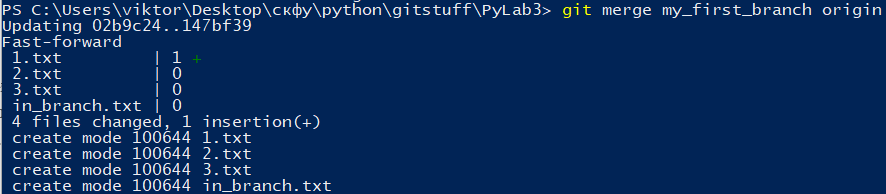 PS C:\Users\viktor\Desktop\скфу\python\gitstuff\PyLab3> git merge my_first_branch origin
Updating 02b9c24..147bf39
Fast-forward
 1.txt         | 1 +
 2.txt         | 0
 3.txt         | 0
 in_branch.txt | 0
 4 files changed, 1 insertion(+)
 create mode 100644 1.txt
 create mode 100644 2.txt
 create mode 100644 3.txt
 create mode 100644 in_branch.txt